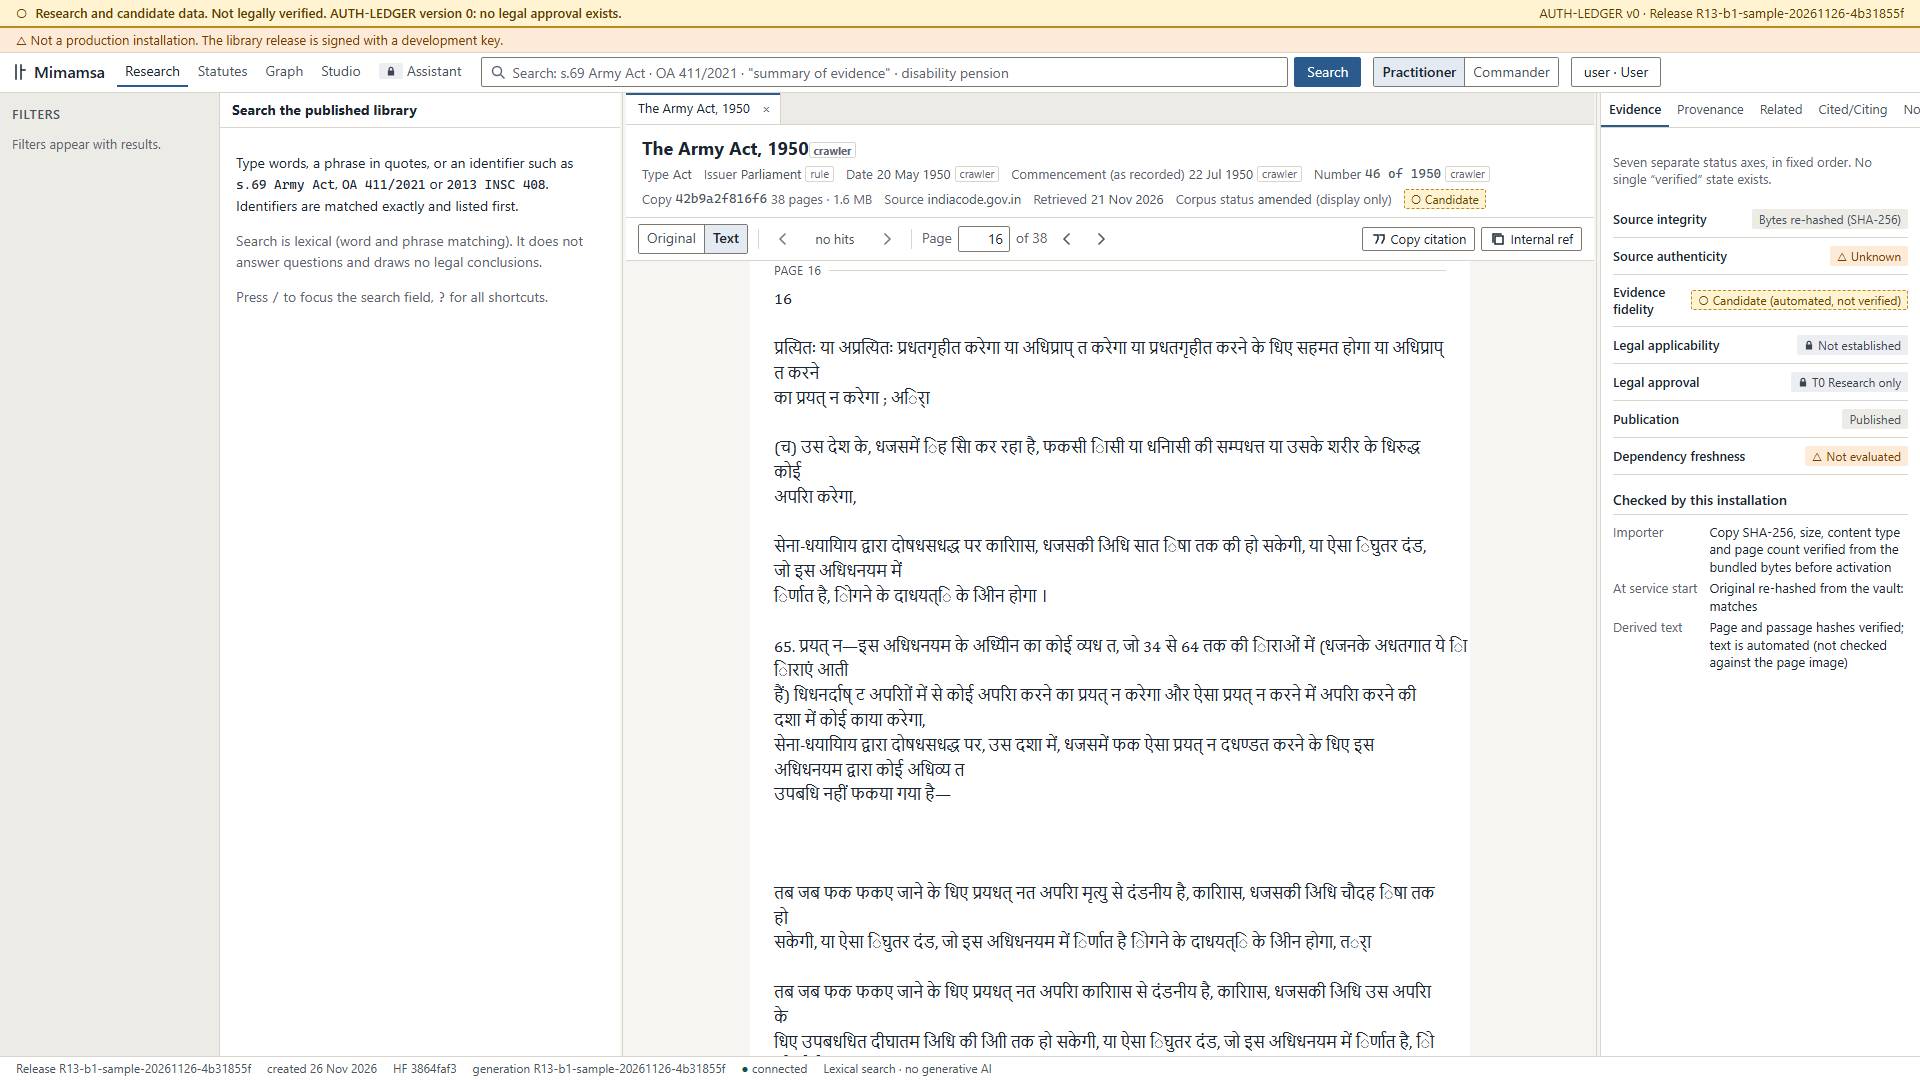 Research and candidate data. Not legally verified. AUTH-LEDGER version 0: no legal approval exists.
AUTH-LEDGER v0 · Release R13-b1-sample-20261126-4b31855f
Not a production installation. The library release is signed with a development key.
Mimamsa
Research
Statutes
Graph
Studio
Assistant
Search: s.69 Army Act · OA 411/2021 · "summary of evidence" · disability pension
Search
Practitioner
Commander
user · User
FILTERS
Filters appear with results.
Search the published library
Type words, a phrase in quotes, or an identifier such as
s.69 Army Act, OA 411/2021 or 2013 INSC 408.
Identifiers are matched exactly and listed first.
Search is lexical (word and phrase matching). It does not
answer questions and draws no legal conclusions.
Press / to focus the search field, ? for all shortcuts.
The Army Act, 1950 ×
The Army Act, 1950 crawler
Type Act Issuer Parliament rule Date 20 May 1950 crawler Commencement (as recorded) 22 Jul 1950 crawler Number 46 of 1950 crawler
Copy 42b9a2f816f6 38 pages · 1.6 MB Source indiacode.gov.in Retrieved 21 Nov 2026 Corpus status amended (display only) Candidate
Original Text
no hits
Page 16 of 38
Copy citation
Internal ref
PAGE 16
16
प्रत्यितः या अप्रत्यितः प्रधतगृहीत करेगा या अधिप्राप् त करेगा या प्रधतगृहीत करने के धिए सहमत होगा या अधिप्राप्
त करने
का प्रयत् न करेगा ; अर्िा
(च) उस देश के, धजसमें िह सेिा कर रहा है, फकसी िासी या धनिासी की सम्पधत्त या उसके शरीर के धिरुद्ध
कोई
अपराि करेगा,
सेना-धयायािय द्वारा दोषधसधद्ध पर कारािास, धजसकी अिधि सात िषा तक की हो सकेगी, या ऐसा िघुतर दंड,
जो इस अधिधनयम में
िर्णात है, िोगने के दाधयत्ि के अिीन होगा ।
65. प्रयत् न—इस अधिधनयम के अध्यिीन का कोई व्यध त, जो 34 से 64 तक की िाराओं में (धजनके अधतगात ये िा
िाराएं आती
हैं) धिधनर्दाष् ट अपरािों में से कोई अपराि करने का प्रयत् न करेगा और ऐसा प्रयत् न करने में अपराि करने की
दशा में कोई काया करेगा,
सेना-धयायािय द्वारा दोषधसधद्ध पर, उस दशा में, धजसमें फक ऐसा प्रयत् न दधण्डत करने के धिए इस
अधिधनयम द्वारा कोई अधिव्य त
उपबधि नहीं फकया गया है—
तब जब फक फकए जाने के धिए प्रयधत् नत अपराि मृत्यु से दंडनीय है, कारािास, धजसकी अिधि चौदह िषा तक
हो
सकेगी, या ऐसा िघुतर दंड, जो इस अधिधनयम में िर्णात है िोगने के दाधयत्ि के अिीन होगा, तर्ा
तब जब फक फकए जाने के धिए प्रयधत् नत अपराि कारािास से दंडनीय है, कारािास, धजसकी अिधि उस अपराि
के
धिए उपबधधित दीघातम अिधि की आिी तक हो सकेगी, या ऐसा िघुतर दंड, जो इस अधिधनयम में िर्णात है, िो
Evidence
Provenance
Related
Cited/Citing
No
Seven separate status axes, in fixed order. No
single “verified” state exists.
Source integrity Bytes re-hashed (SHA-256)
Source authenticity Unknown
Evidence
fidelity
Candidate (automated, not verified)
Legal applicability Not established
Legal approval T0 Research only
Publication Published
Dependency freshness Not evaluated
Checked by this installation
Importer Copy SHA-256, size, content type
and page count verified from the
bundled bytes before activation
At service start Original re-hashed from the vault:
matches
Derived text Page and passage hashes verified;
text is automated (not checked
against the page image)
Release R13-b1-sample-20261126-4b31855f created 26 Nov 2026 HF 3864faf3 generation R13-b1-sample-20261126-4b31855f connected Lexical search · no generative AI